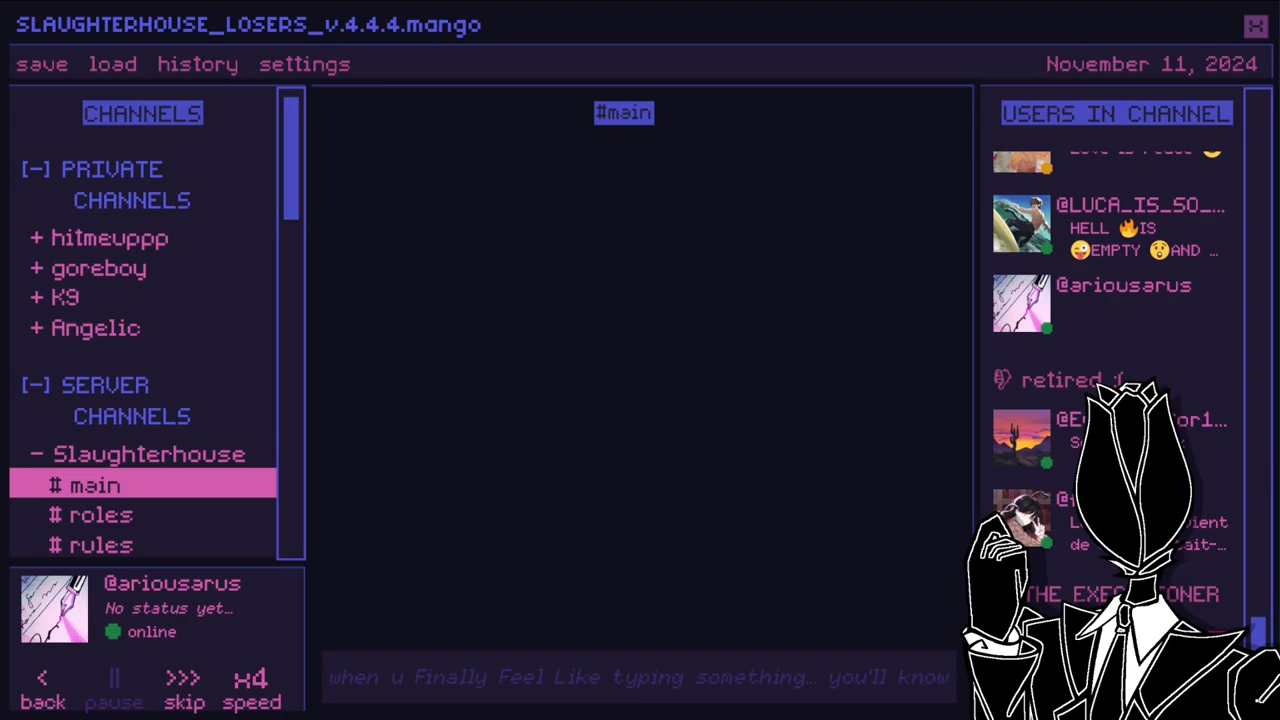 SLAUGHTERHOUSE_LOSERS_v.4.4.4.mango
X
save load history settings
November 11, 2024
CHANNELS
[-] PRIVATE
CHANNELS
+ hitmeuppp
+ goreboy
+ K9
+ Angelic
[-] SERVER
CHANNELS
- Slaughterhouse
# main
# roles
# rules
@ariousarus
No status yet...
online
< back
|| pause
>>> skip
x4 speed
#main
when u Finally Feel Like typing something... you'll know
USERS IN CHANNEL
@LUCA_IS_SO_...
HELL 🔥IS
😜EMPTY 😲AND ...
@ariousarus
retired :(